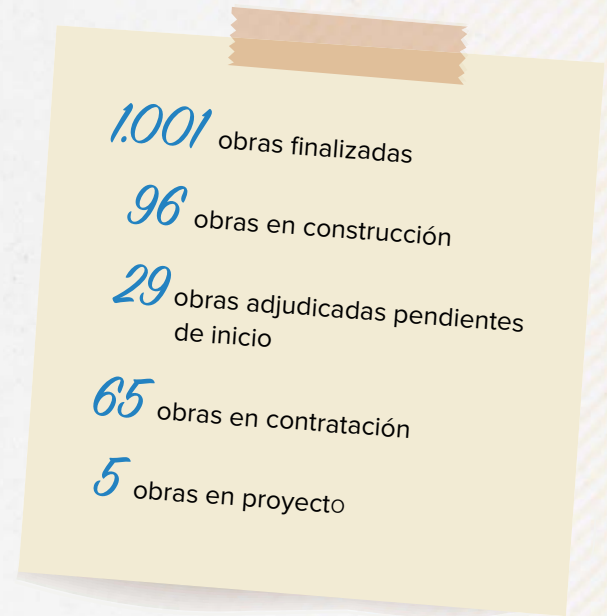 1.001 obras finalizadas
96 obras en construcción
29 obras adjudicadas pendientes
de inicio
65 obras en contratación
5 obras en proyecto